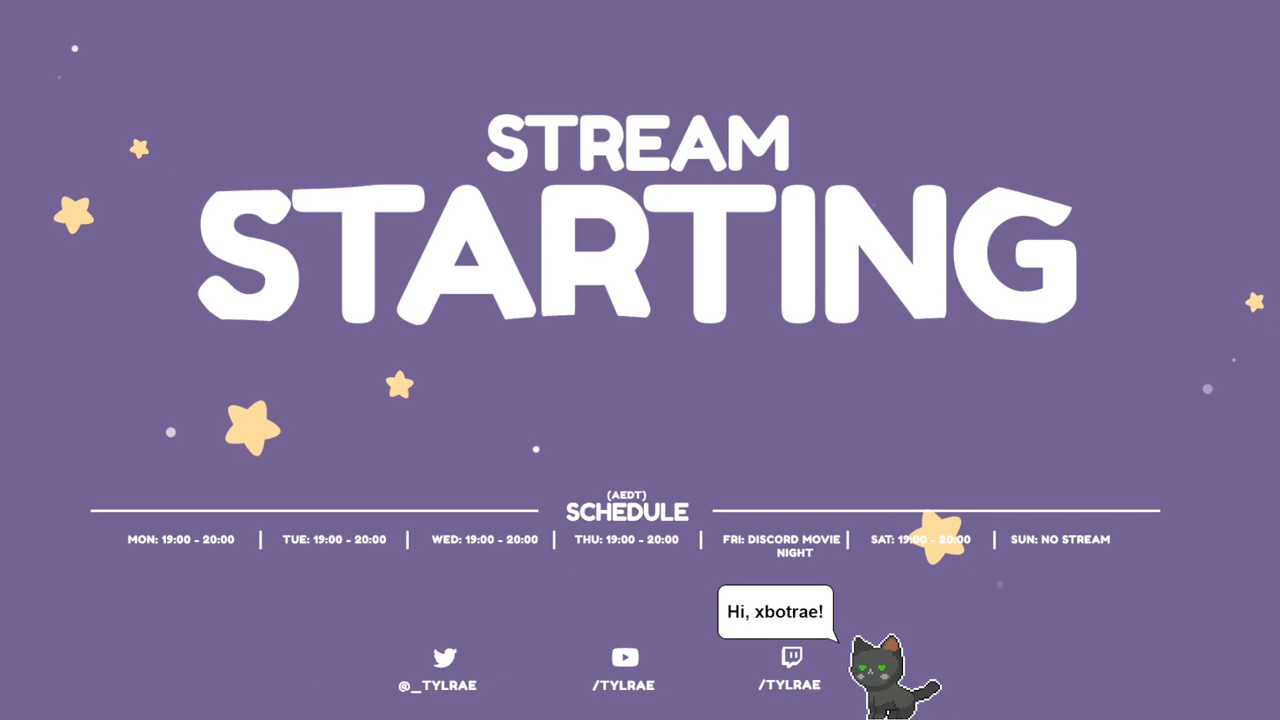 STREAM
STARTING
(AEDT)
SCHEDULE
MON: 19:00 - 20:00
TUE: 19:00 - 20:00
WED: 19:00 - 20:00
THU: 19:00 - 20:00
FRI: DISCORD MOVIE
NIGHT
SAT: 19:00 - 20:00
SUN: NO STREAM
Hi, xbotrae!
@_TYLRAE
/TYLRAE
/TYLRAE